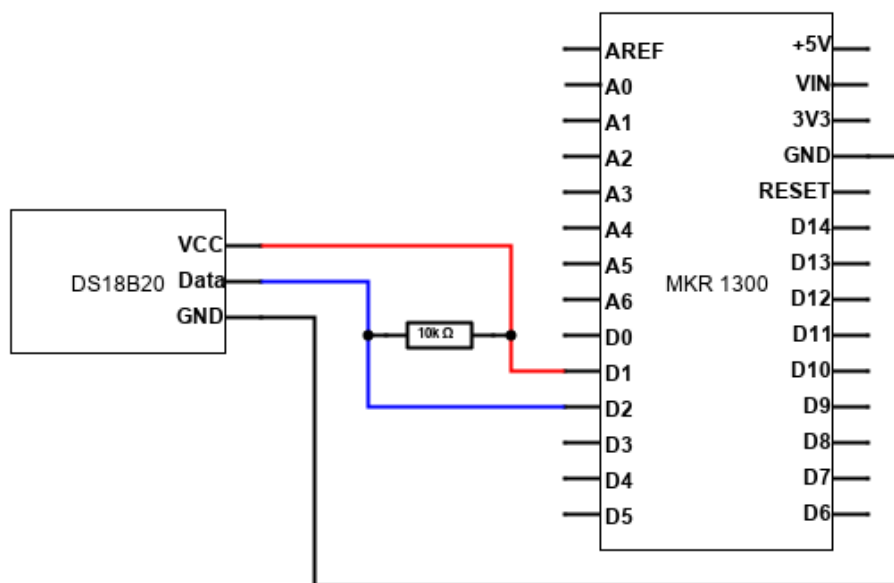 VCC
DS18B20
Data
GND
10k Ω
AREF
A0
A1
A2
A3
A4
A5
A6
D0
D1
D2
D3
D4
D5
MKR 1300
+5V
VIN
3V3
GND
RESET
D14
D13
D12
D11
D10
D9
D8
D7
D6